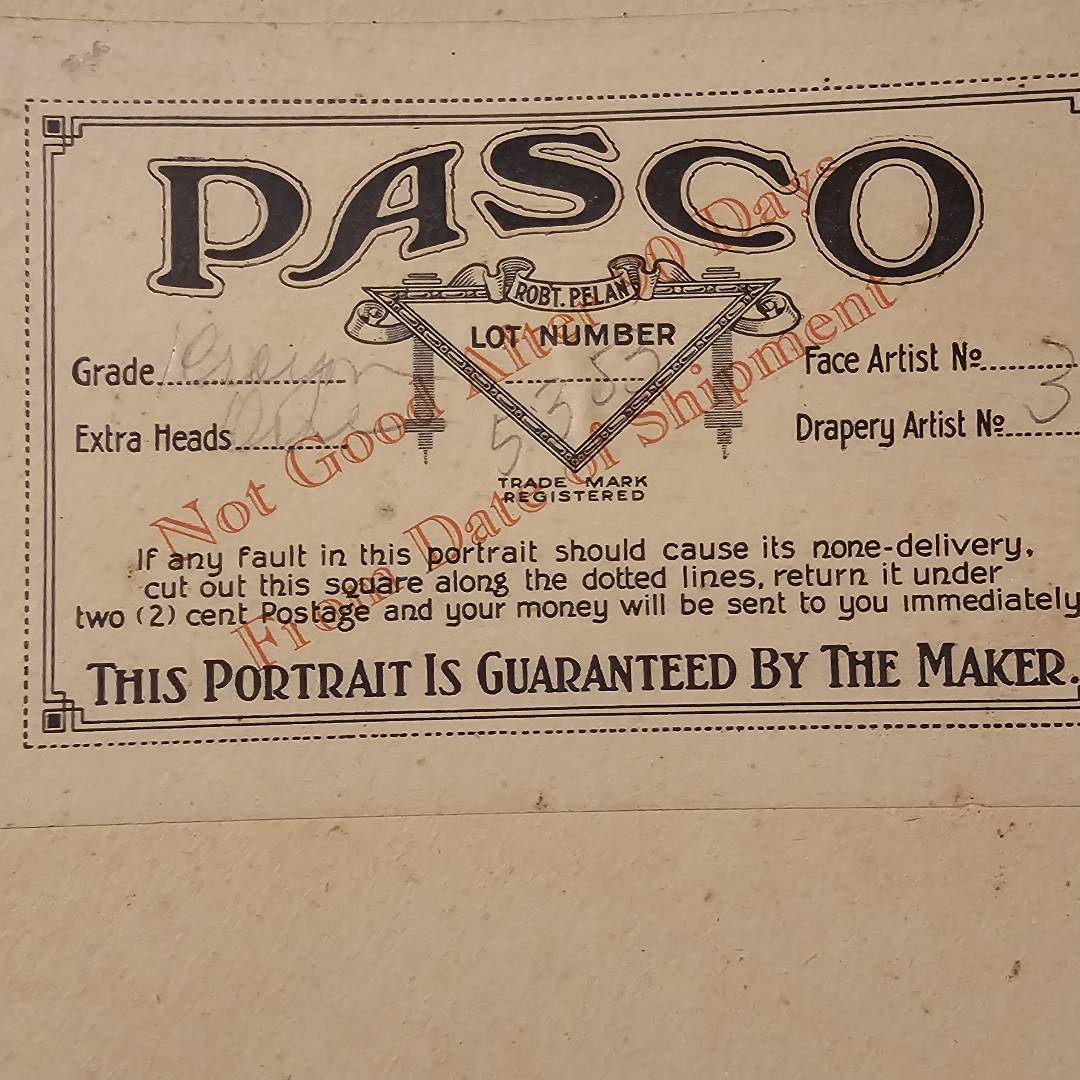 PASCO
ROBT. PELAN
LOT NUMBER
Grade Crayon
Face Artist No.
Extra Heads
5353
Drapery Artist No. 3
TRADE MARK
REGISTERED
Not Good After Days
From Date of Shipment
If any fault in this portrait should cause its none-delivery,
cut out this square along the dotted lines, return it under
two (2) cent Postage and your money will be sent to you immediately
THIS PORTRAIT IS GUARANTEED BY THE MAKER.